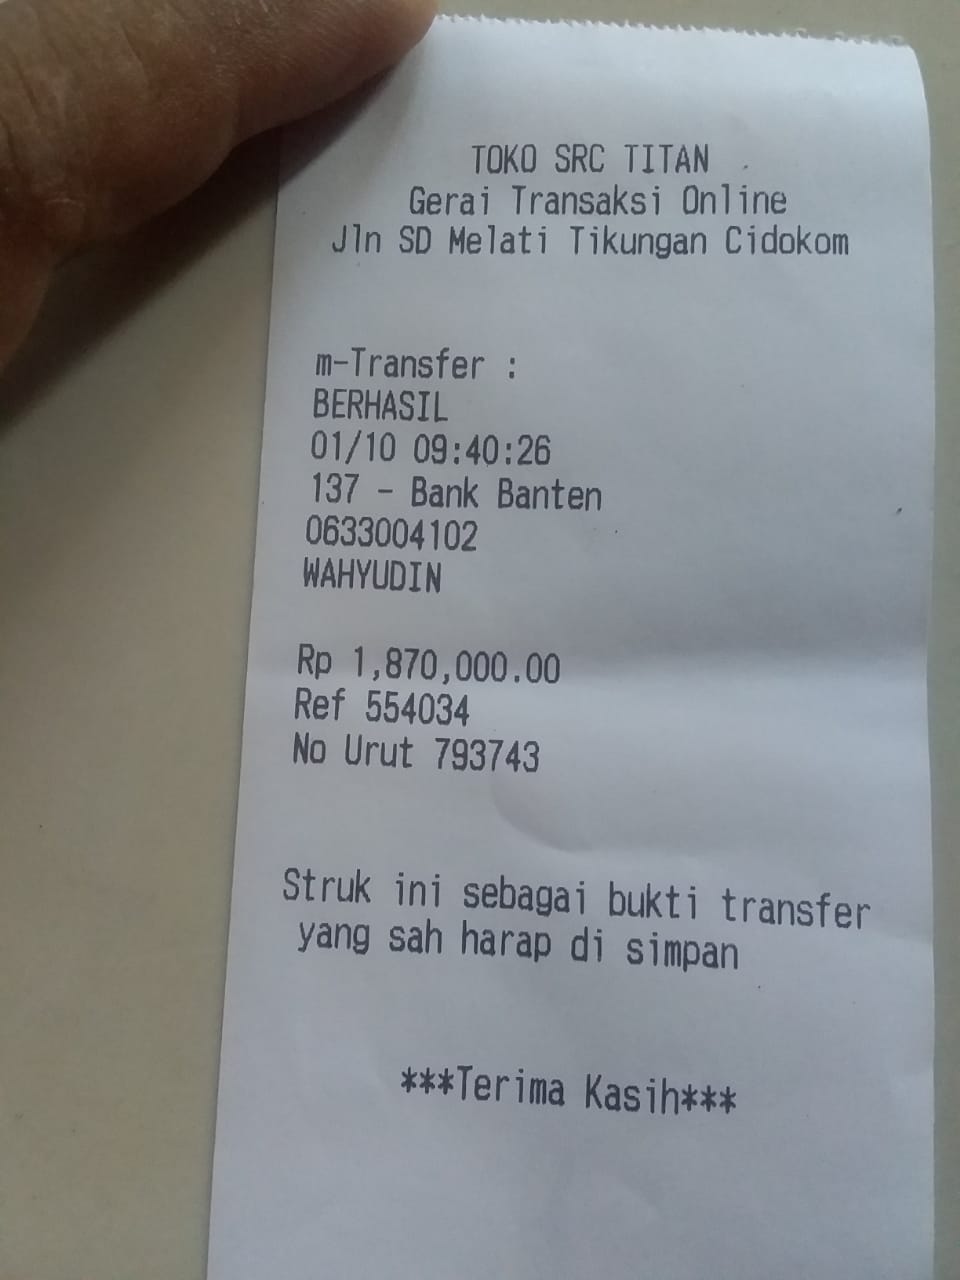 TOKO SRC TITAN
Gerai Transaksi Online
Jln SD Melati Tikungan Cidokom
m-Transfer :
BERHASIL
01/10 09:40:26
137 - Bank Banten
0633004102
WAHYUDIN
Rp 1,870,000.00
Ref 554034
No Urut 793743
Struk ini sebagai bukti transfer
yang sah harap di simpan
***Terima Kasih***